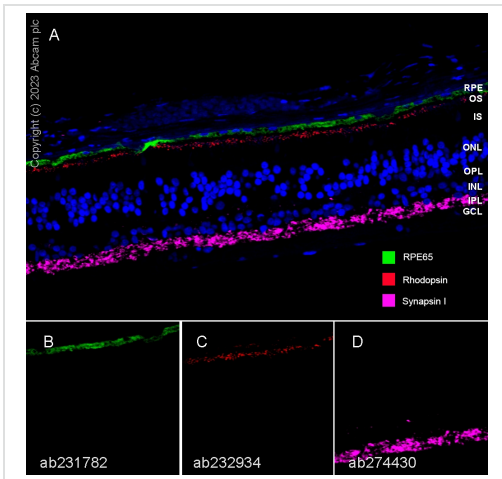 Copyright (c) 2023 Abcam plc
A
RPE
OS
IS
ONL
OPL
INL
IPL
GCL
RPE65
Rhodopsin
Synapsin I
B
ab231782
C
ab232934
D
ab274430